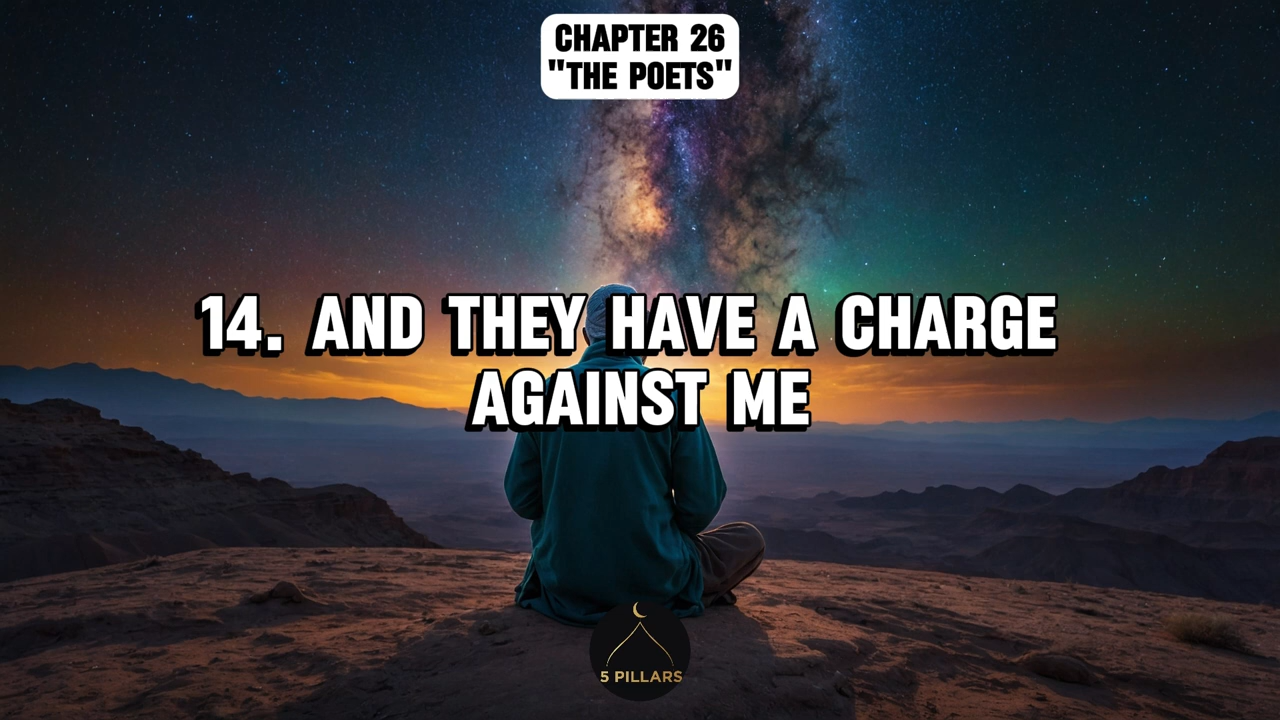 CHAPTER 26
"THE POETS"
14. AND THEY HAVE A CHARGE
AGAINST ME
5 PILLARS